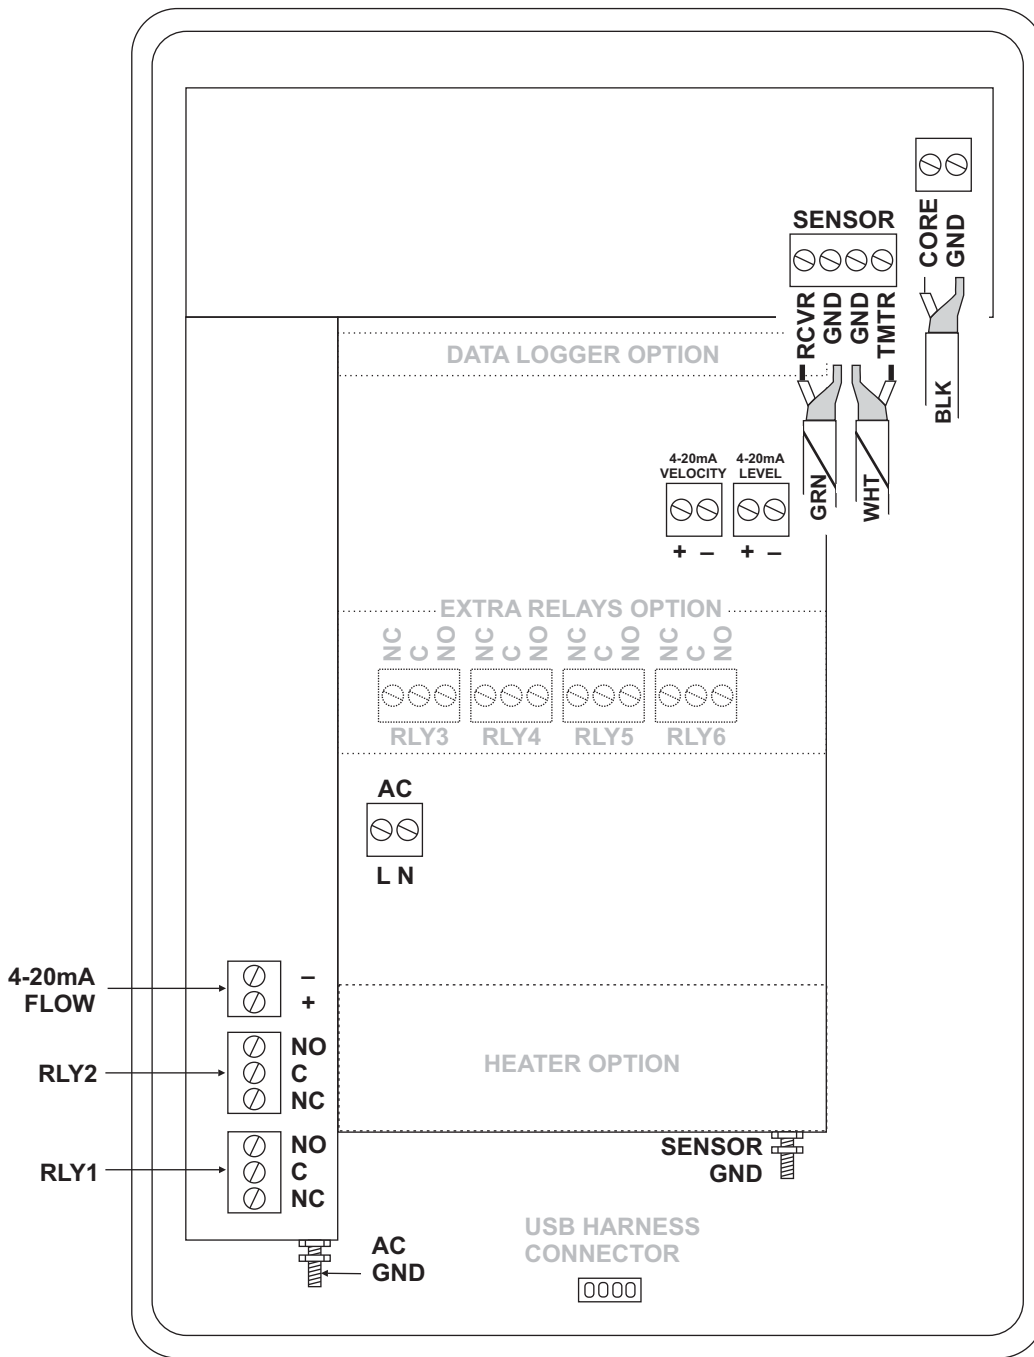 SENSOR
CORE
GND
RCVR
GND
GND
TMTR
BLK
GRN
WHT
DATA LOGGER OPTION
4-20mA
VELOCITY
+ –
4-20mA
LEVEL
+ –
EXTRA RELAYS OPTION
NC
C
NO
NC
C
NO
NC
C
NO
NC
C
NO
RLY3 RLY4 RLY5 RLY6
AC
L N
4-20mA
FLOW
–
+
RLY2
NO
C
NC
RLY1
NO
C
NC
HEATER OPTION
SENSOR
GND
AC
GND
USB HARNESS
CONNECTOR